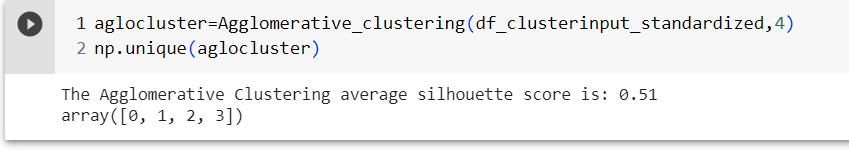 1 aglocluster=Agglomerative_clustering(df_clusterinput_standardized,4)
2 np.unique(aglocluster)
The Agglomerative Clustering average silhouette score is: 0.51
array([0, 1, 2, 3])